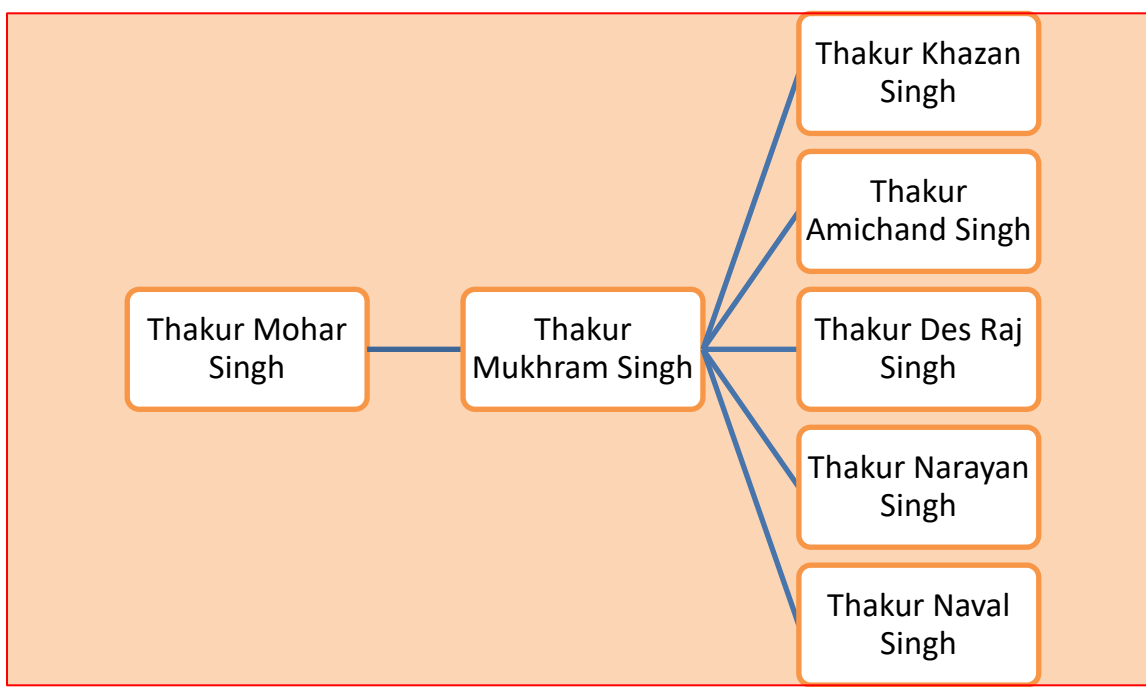 Thakur Mohar
Singh
Thakur
Mukhram Singh
Thakur Khazan
Singh
Thakur
Amichand Singh
Thakur Des Raj
Singh
Thakur Narayan
Singh
Thakur Naval
Singh